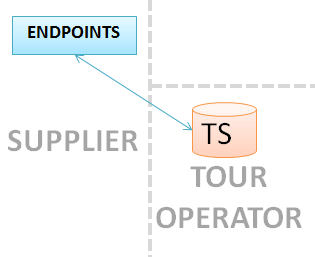 ENDPOINTS
SUPPLIER
TS
TOUR
OPERATOR